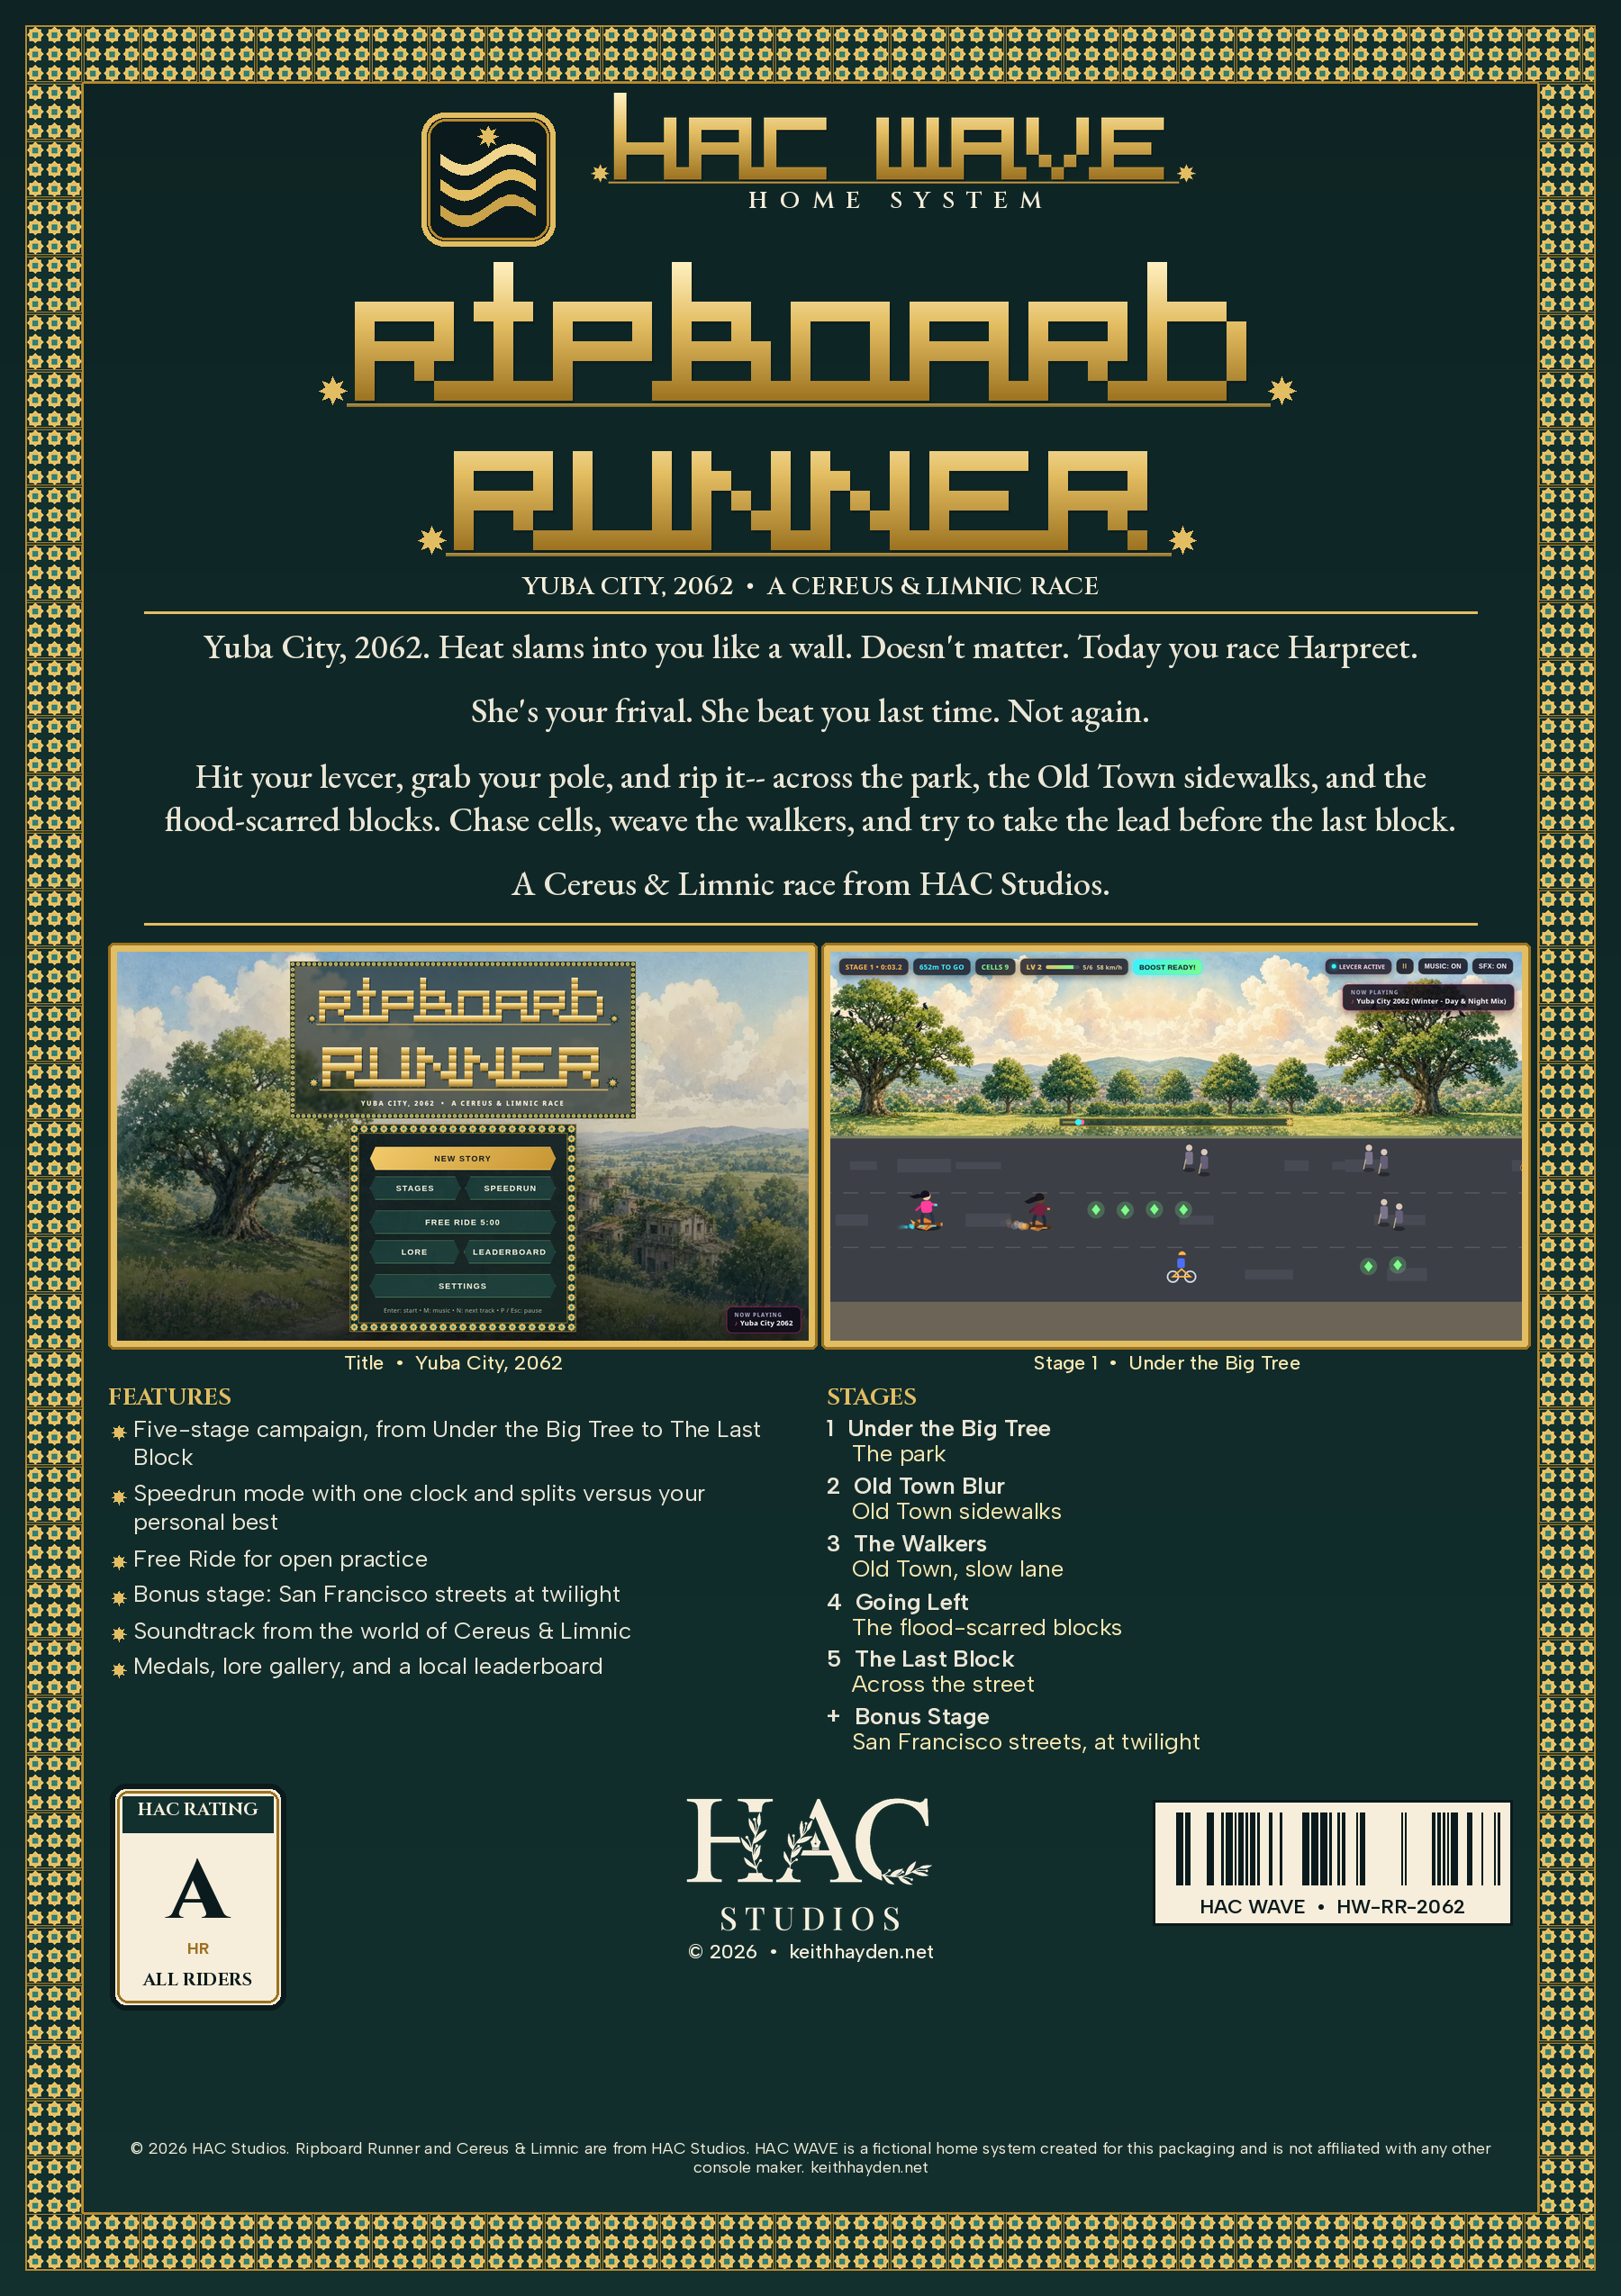 HAC WAVE
HOME SYSTEM
RIPBOARD
RUNNER
YUBA CITY, 2062 • A CEREUS & LIMNIC RACE
Yuba City, 2062. Heat slams into you like a wall. Doesn't matter. Today you race Harpreet.
She's your frival. She beat you last time. Not again.
Hit your levcer, grab your pole, and rip it-- across the park, the Old Town sidewalks, and the
flood-scarred blocks. Chase cells, weave the walkers, and try to take the lead before the last block.
A Cereus & Limnic race from HAC Studios.
RIPBOARD
RUNNER
YUBA CITY, 2062 • A CEREUS & LIMNIC RACE
NEW STORY
STAGES SPEEDRUN
FREE RIDE 5:00
LORE LEADERBOARD
SETTINGS
Enter: start • M: music • N: next track • P / Esc: pause
NOW PLAYING
♪ Yuba City 2062
STAGE 1 • 0:03.2 652m TO GO CELLS 9 LV 2 5/6 58 km/h BOOST READY! LEVCER ACTIVE II MUSIC: ON SFX: ON
NOW PLAYING
♪ Yuba City 2062 (Winter - Day & Night Mix)
Title • Yuba City, 2062
Stage 1 • Under the Big Tree
FEATURES
Five-stage campaign, from Under the Big Tree to The Last
Block
Speedrun mode with one clock and splits versus your
personal best
Free Ride for open practice
Bonus stage: San Francisco streets at twilight
Soundtrack from the world of Cereus & Limnic
Medals, lore gallery, and a local leaderboard
STAGES
1 Under the Big Tree
The park
2 Old Town Blur
Old Town sidewalks
3 The Walkers
Old Town, slow lane
4 Going Left
The flood-scarred blocks
5 The Last Block
Across the street
+ Bonus Stage
San Francisco streets, at twilight
HAC RATING
A
HR
ALL RIDERS
HAC
STUDIOS
© 2026 • keithhayden.net
HAC WAVE • HW-RR-2062
© 2026 HAC Studios. Ripboard Runner and Cereus & Limnic are from HAC Studios. HAC WAVE is a fictional home system created for this packaging and is not affiliated with any other
console maker. keithhayden.net